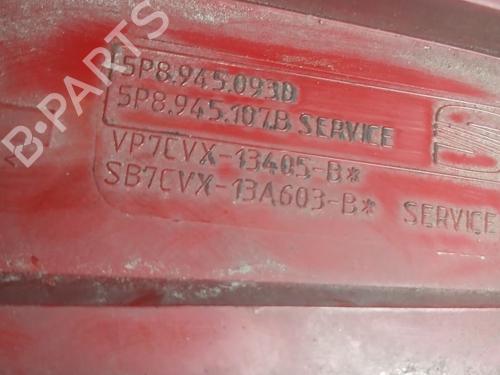 B-PARTS
5P8.945.093D
5P8.945.107.B SERVICE
VP7CVX-13405-B*
SB7CVX-13A603-B* SERVICE